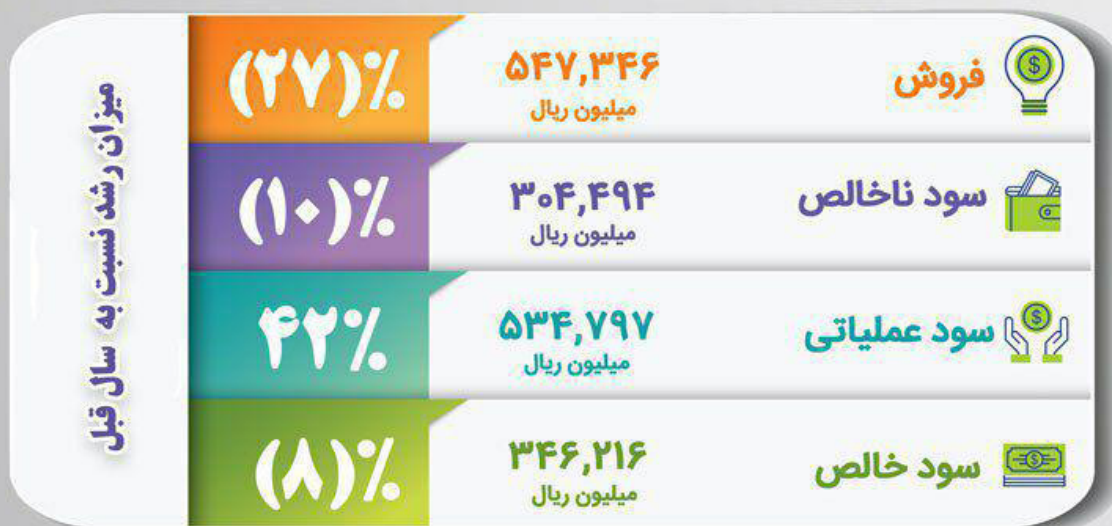 فروش
۵۴۷,۳۴۶
میلیون ریال
(۲۷)%
سود ناخالص
۳۰۴,۴۹۴
میلیون ریال
(۱۰)%
سود عملیاتی
۵۳۴,۷۹۷
میلیون ریال
۴۲%
سود خالص
۳۴۶,۲۱۶
میلیون ریال
(۸)%
میزان رشد نسبت به سال قبل